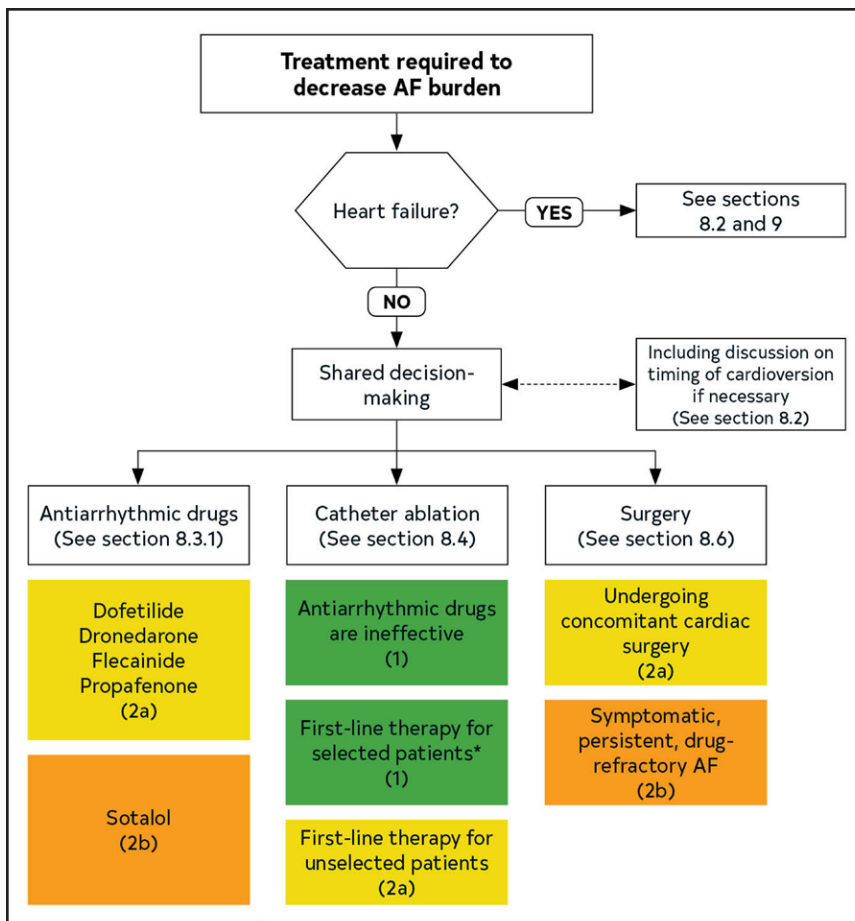 Treatment required to
decrease AF burden
Heart failure?
YES
See sections
8.2 and 9
NO
Shared decision-
making
Including discussion on
timing of cardioversion
if necessary
(See section 8.2)
Antiarrhythmic drugs
(See section 8.3.1)
Dofetilide
Dronedarone
Flecainide
Propafenone
(2a)
Sotalol
(2b)
Catheter ablation
(See section 8.4)
Antiarrhythmic drugs
are ineffective
(1)
First-line therapy for
selected patients*
(1)
First-line therapy for
unselected patients
(2a)
Surgery
(See section 8.6)
Undergoing
concomitant cardiac
surgery
(2a)
Symptomatic,
persistent, drug-
refractory AF
(2b)